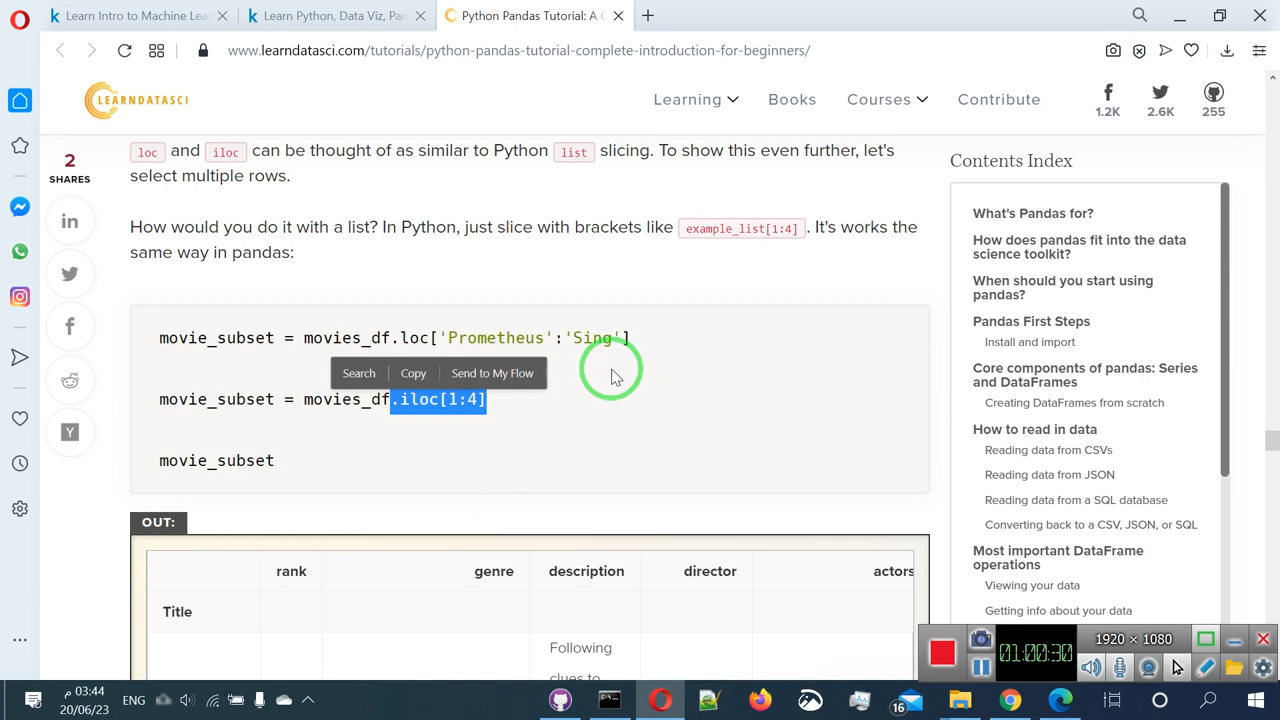 Learn Intro to Machine Lea
Learn Python, Data Viz, Pan
Python Pandas Tutorial: A C
www.learndatasci.com/tutorials/python-pandas-tutorial-complete-introduction-for-beginners/
LEARNDATASCI
Learning
Books
Courses
Contribute
1.2K
2.6K
255
2
SHARES
loc and iloc can be thought of as similar to Python list slicing. To show this even further, let's
select multiple rows.
How would you do it with a list? In Python, just slice with brackets like example_list[1:4] . It's works the
same way in pandas:
movie_subset = movies_df.loc['Prometheus':'Sing']
Search Copy Send to My Flow
movie_subset = movies_df.iloc[1:4]
movie_subset
OUT:
rank genre description director actors
Title
Following
clues to
Contents Index
What's Pandas for?
How does pandas fit into the data
science toolkit?
When should you start using
pandas?
Pandas First Steps
Install and import
Core components of pandas: Series
and DataFrames
Creating DataFrames from scratch
How to read in data
Reading data from CSVs
Reading data from JSON
Reading data from a SQL database
Converting back to a CSV, JSON, or SQL
Most important DataFrame
operations
Viewing your data
Getting info about your data
01:00:30
1920 × 1080
03:44 م
20/06/23
ENG
16